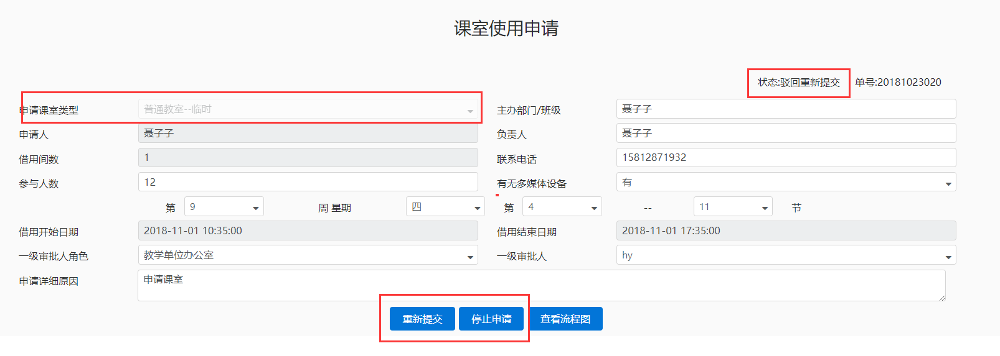 课室使用申请
状态:驳回重新提交 单号:20181023020
申请课室类型 普通教室--临时 主办部门/班级 聂子子
申请人 聂子子 负责人 聂子子
借用间数 1 联系电话 15812871932
参与人数 12 有无多媒体设备 有
第 9 周 星期 四 第 4 -- 11 节
借用开始日期 2018-11-01 10:35:00 借用结束日期 2018-11-01 17:35:00
一级审批人角色 教学单位办公室 一级审批人 hy
申请详细原因 申请课室
重新提交 停止申请 查看流程图